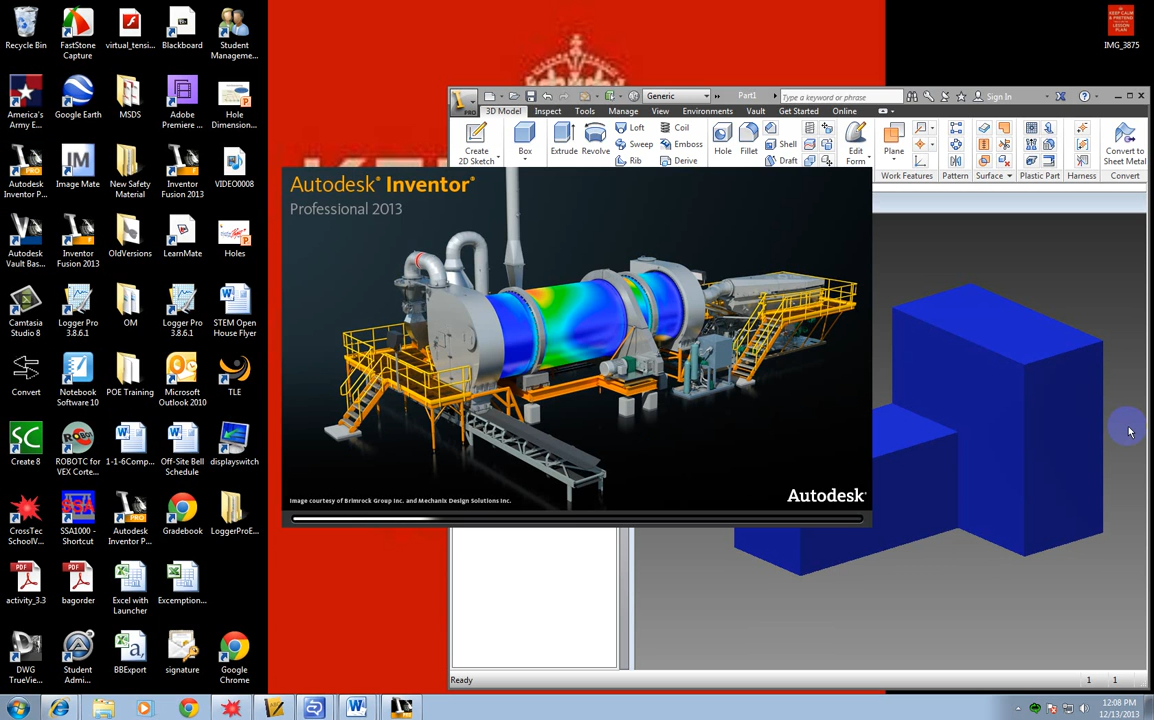 Recycle Bin
FastStone Capture
virtual_tensi...
Blackboard
Student Manageme...
America's Army E...
Google Earth
MSDS
Adobe Premiere ...
Hole Dimension...
Autodesk Inventor P...
Image Mate
New Safety Material
Inventor Fusion 2013
VIDEO0008
Autodesk Vault Bas...
Inventor Fusion 2013
OldVersions
LearnMate
Holes
Camtasia Studio 8
Logger Pro 3.8.6.1
OM
Logger Pro 3.8.6.1
STEM Open House Flyer
Convert
Notebook Software 10
POE Training
Microsoft Outlook 2010
TLE
Create 8
ROBOTC for VEX Corte...
1-1-6Comp...
Off-Site Bell Schedule
displayswitch
CrossTec SchoolV...
SSA1000 - Shortcut
Autodesk Inventor P...
Gradebook
LoggerProE...
activity_3.3
bagorder
Excel with Launcher
Excemption...
DWG TrueView...
Student Admi...
BBExport
signature
Google Chrome
IMG_3875
Generic
Part1
Type a keyword or phrase
Sign In
3D Model Inspect Tools Manage View Environments Vault Get Started Online
Create 2D Sketch
Box
Extrude
Revolve
Loft
Sweep
Rib
Coil
Emboss
Derive
Hole
Fillet
Shell
Draft
Edit Form
Plane
Convert to Sheet Metal
Work Features
Pattern
Surface
Plastic Part
Harness
Convert
Autodesk® Inventor®
Professional 2013
Image courtesy of Brimrock Group Inc. and Mechanix Design Solutions Inc.
Autodesk®
Ready
1 1
12:08 PM
12/13/2013